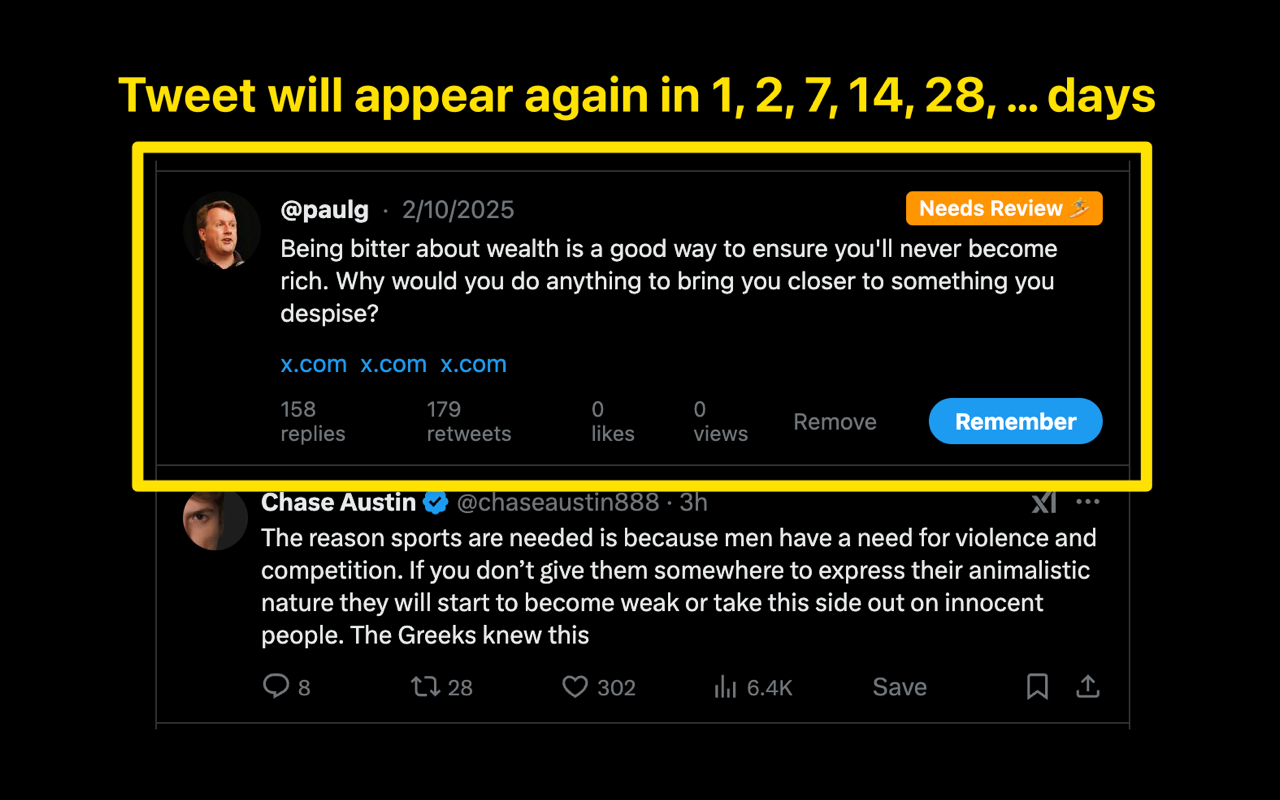 Tweet will appear again in 1, 2, 7, 14, 28, ... days
@paulg · 2/10/2025
Needs Review 🏂
Being bitter about wealth is a good way to ensure you'll never become
rich. Why would you do anything to bring you closer to something you
despise?
x.com x.com x.com
158 replies
179 retweets
0 likes
0 views
Remove
Remember
Chase Austin @chaseaustin888 · 3h
The reason sports are needed is because men have a need for violence and
competition. If you don’t give them somewhere to express their animalistic
nature they will start to become weak or take this side out on innocent
people. The Greeks knew this
8 28 302 6.4K Save